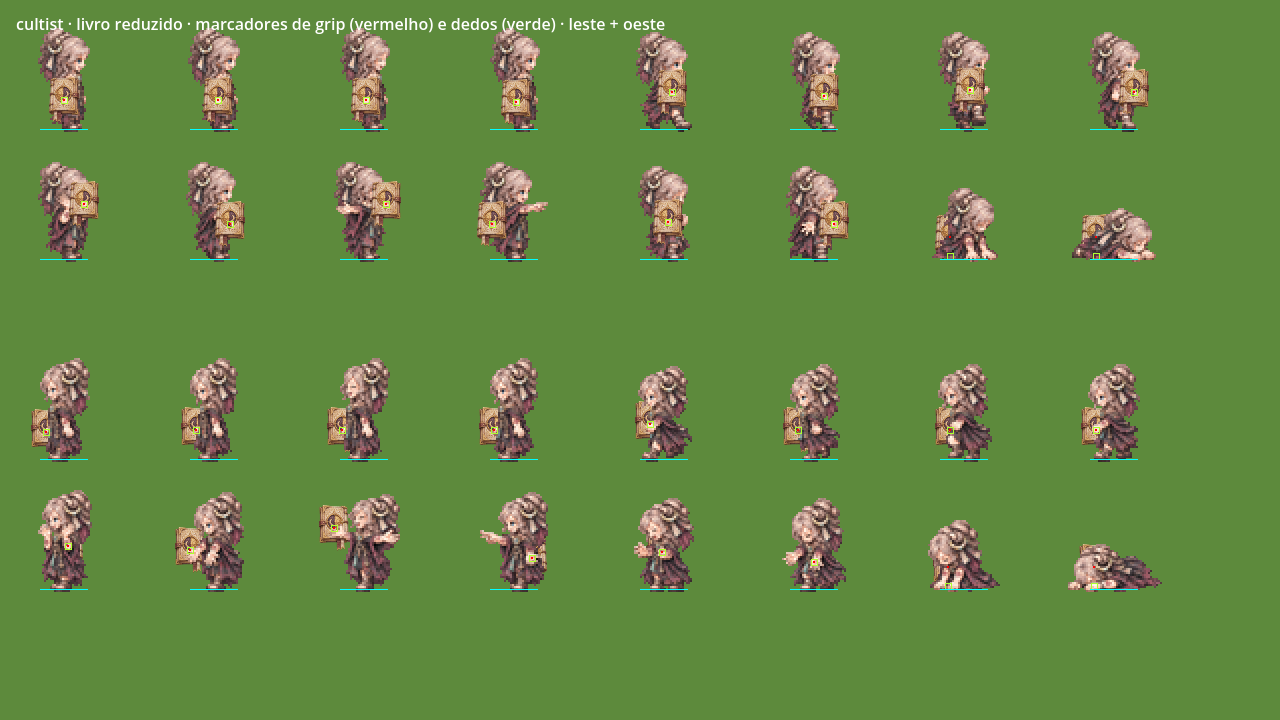 cultist · livro reduzido · marcadores de grip (vermelho) e dedos (verde) · leste + oeste